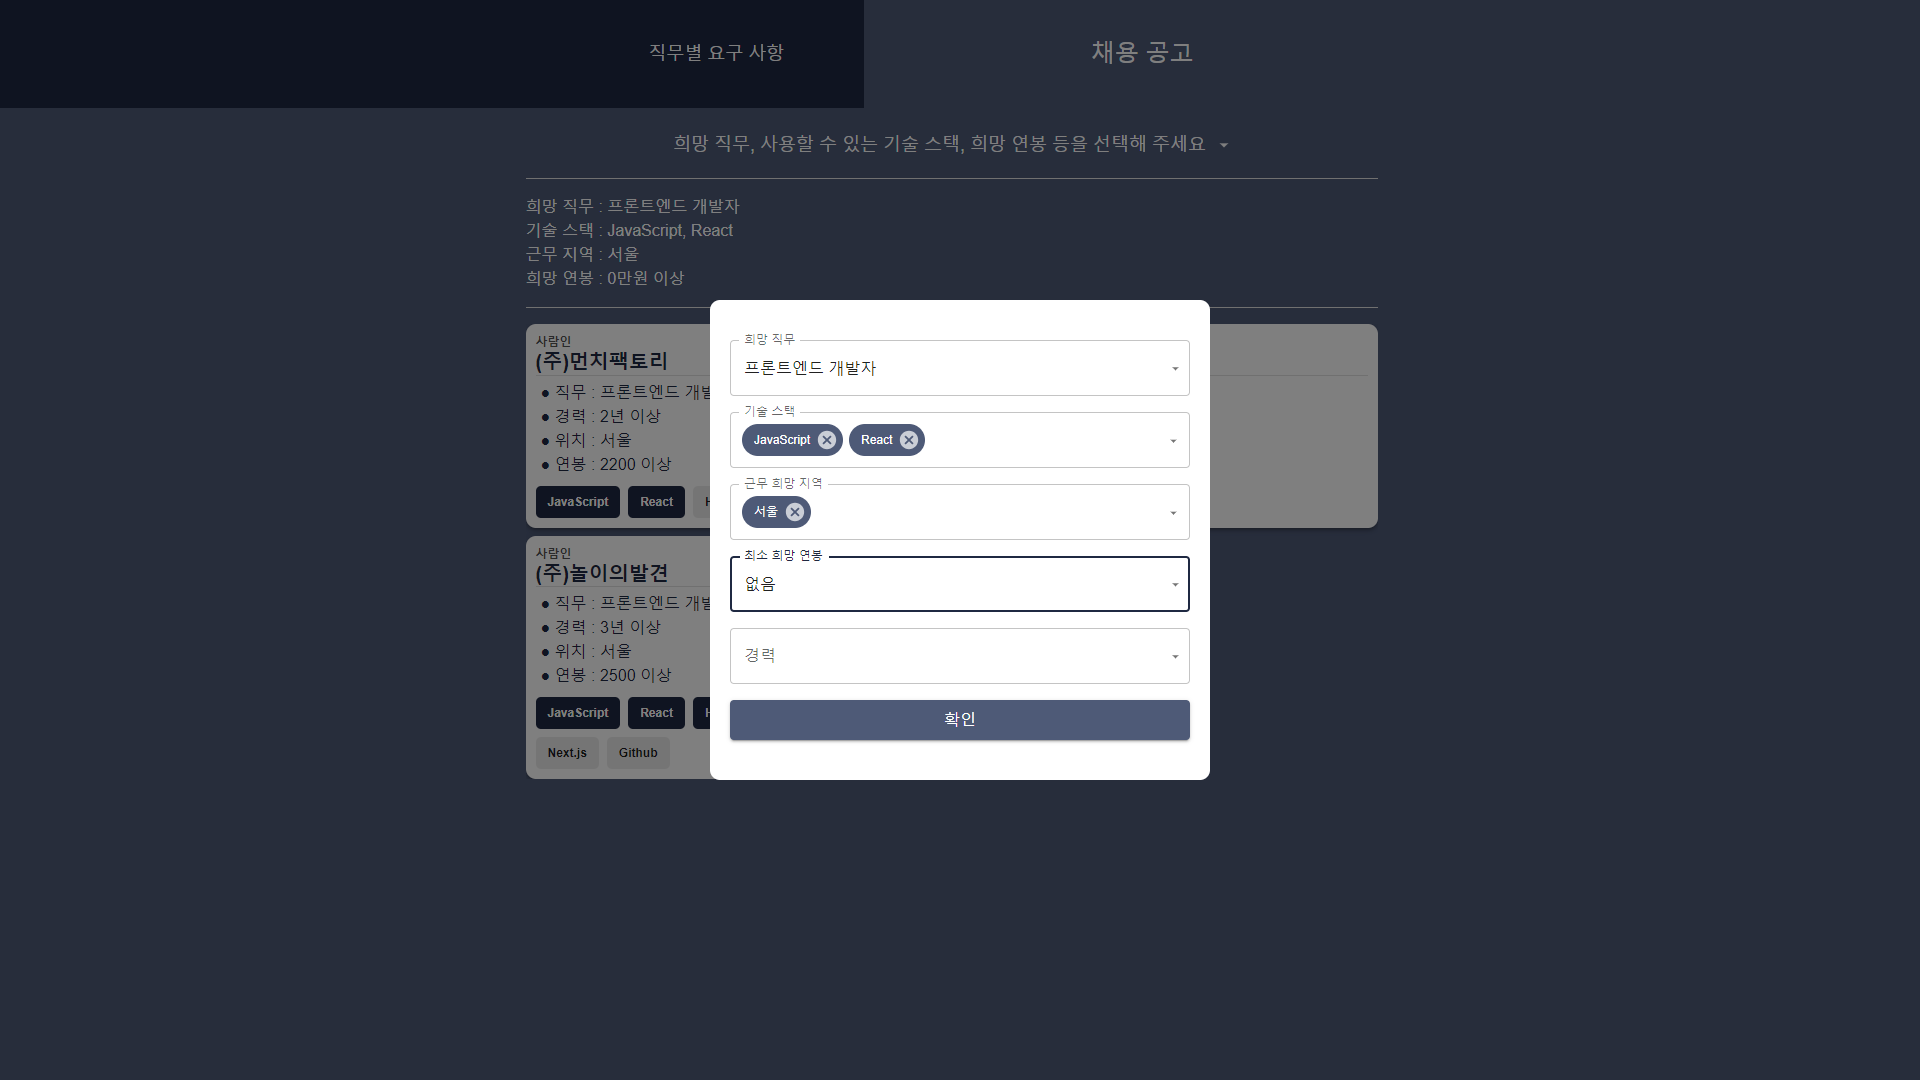 직무별 요구 사항
채용 공고
희망 직무, 사용할 수 있는 기술 스택, 희망 연봉 등을 선택해 주세요
희망 직무 : 프론트엔드 개발자
기술 스택 : JavaScript, React
근무 지역 : 서울
희망 연봉 : 0만원 이상
사람인
(주)먼치팩토리
● 직무 : 프론트엔드
● 경력 : 2년 이상
● 위치 : 서울
● 연봉 : 2200 이상
JavaScript
React
사람인
(주)놀이의발견
● 직무 : 프론트엔드
● 경력 : 3년 이상
● 위치 : 서울
● 연봉 : 2500 이상
JavaScript
React
Next.js
Github
희망 직무
프론트엔드 개발자
기술 스택
JavaScript
React
근무 희망 지역
서울
최소 희망 연봉
없음
경력
확인